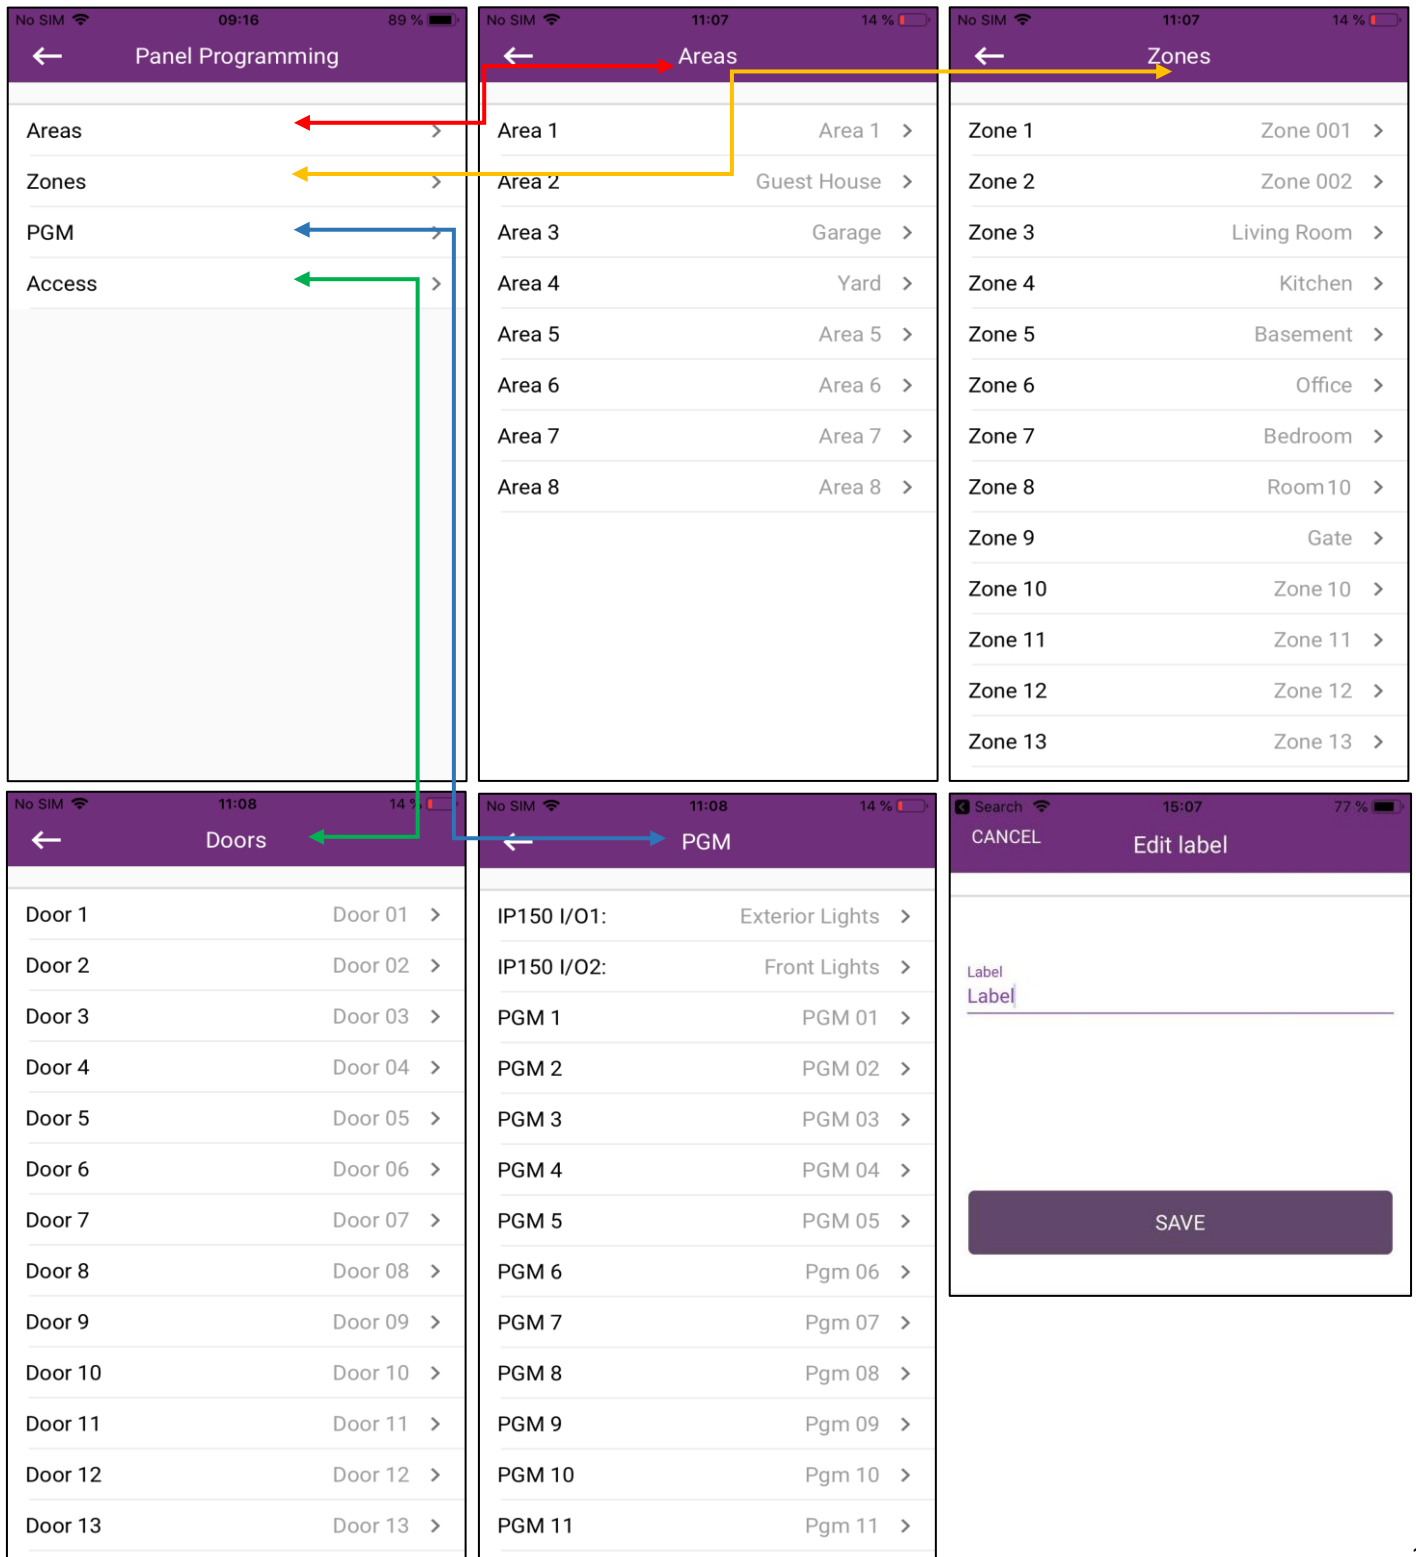 No SIM 09:16 89 %
Panel Programming
Areas
Zones
PGM
Access
No SIM 11:07 14 %
Areas
Area 1 Area 1
Area 2 Guest House
Area 3 Garage
Area 4 Yard
Area 5 Area 5
Area 6 Area 6
Area 7 Area 7
Area 8 Area 8
No SIM 11:07 14 %
Zones
Zone 1 Zone 001
Zone 2 Zone 002
Zone 3 Living Room
Zone 4 Kitchen
Zone 5 Basement
Zone 6 Office
Zone 7 Bedroom
Zone 8 Room10
Zone 9 Gate
Zone 10 Zone 10
Zone 11 Zone 11
Zone 12 Zone 12
Zone 13 Zone 13
No SIM 11:08 14 %
Doors
Door 1 Door 01
Door 2 Door 02
Door 3 Door 03
Door 4 Door 04
Door 5 Door 05
Door 6 Door 06
Door 7 Door 07
Door 8 Door 08
Door 9 Door 09
Door 10 Door 10
Door 11 Door 11
Door 12 Door 12
Door 13 Door 13
No SIM 11:08 14 %
PGM
IP150 I/O1: Exterior Lights
IP150 I/O2: Front Lights
PGM 1 PGM 01
PGM 2 PGM 02
PGM 3 PGM 03
PGM 4 PGM 04
PGM 5 PGM 05
PGM 6 Pgm 06
PGM 7 Pgm 07
PGM 8 Pgm 08
PGM 9 Pgm 09
PGM 10 Pgm 10
PGM 11 Pgm 11
Search 15:07 77 %
CANCEL Edit label
Label
Label
SAVE